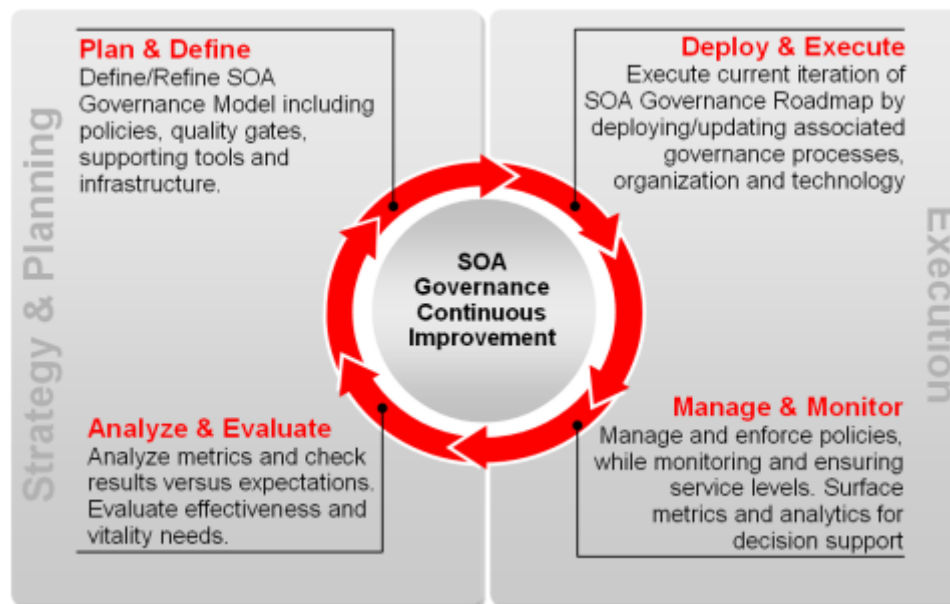 Strategy & Planning
Plan & Define
Define/Refine SOA
Governance Model including
policies, quality gates,
supporting tools and
infrastructure.
Deploy & Execute
Execute current iteration of
SOA Governance Roadmap by
deploying/updating associated
governance processes,
organization and technology
Execution
SOA
Governance
Continuous
Improvement
Analyze & Evaluate
Analyze metrics and check
results versus expectations.
Evaluate effectiveness and
vitality needs.
Manage & Monitor
Manage and enforce policies,
while monitoring and ensuring
service levels. Surface
metrics and analytics for
decision support